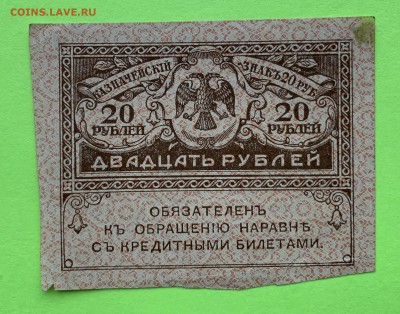 COINS.LAVE.RU
КАЗНАЧЕЙСКІЙ ЗНАКЪ 20 РУБ.
20 20
РУБЛЕЙ РУБЛЕЙ
ДВАДЦАТЬ РУБЛЕЙ
ОБЯЗАТЕЛЕНЪ
КЪ ОБРАЩЕНІЮ НАРАВНѢ
СЪ КРЕДИТНЫМИ БИЛЕТАМИ.